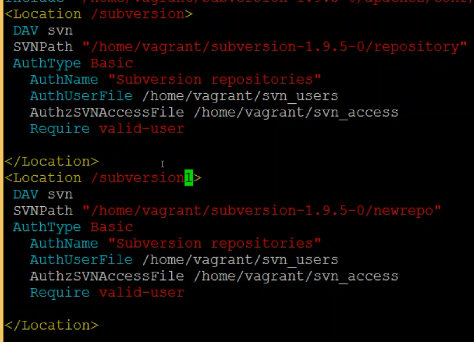 <Location /subversion>
DAV svn
SVNPath "/home/vagrant/subversion-1.9.5-0/repository"
AuthType Basic
AuthName "Subversion repositories"
AuthUserFile /home/vagrant/svn_users
AuthzSVNAccessFile /home/vagrant/svn_access
Require valid-user
</Location>
<Location /subversion1>
DAV svn
SVNPath "/home/vagrant/subversion-1.9.5-0/newrepo"
AuthType Basic
AuthName "Subversion repositories"
AuthUserFile /home/vagrant/svn_users
AuthzSVNAccessFile /home/vagrant/svn_access
Require valid-user
</Location>